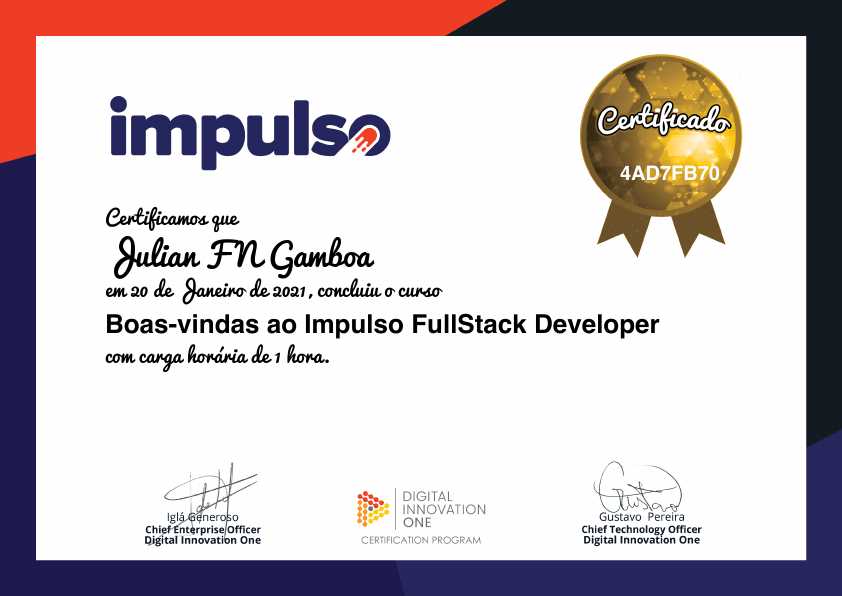 impulso
Certificado
4AD7FB70
Certificamos que
Julian FN Gamboa
em 20 de Janeiro de 2021, concluiu o curso
Boas-vindas ao Impulso FullStack Developer
com carga horária de 1 hora.
Iglá Generoso
Chief Enterprise Officer
Digital Innovation One
DIGITAL
INNOVATION
ONE
CERTIFICATION PROGRAM
Gustavo Pereira
Chief Technology Officer
Digital Innovation One